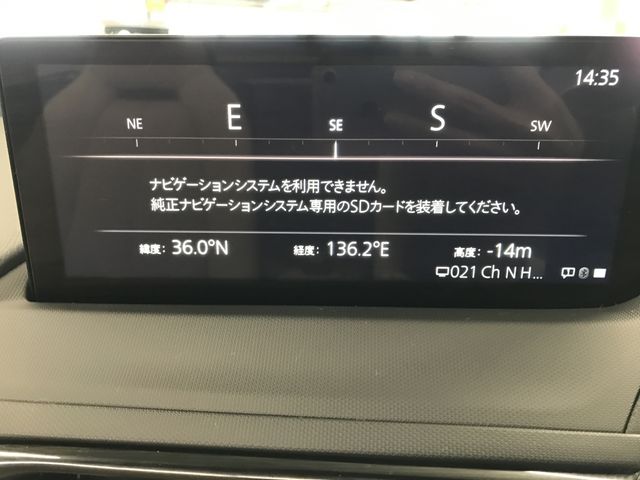 14:35
NE E SE S SW
ナビゲーションシステムを利用できません。
純正ナビゲーションシステム専用のSDカードを装着してください。
緯度: 36.0°N 経度: 136.2°E 高度: -14m
021 Ch N H...